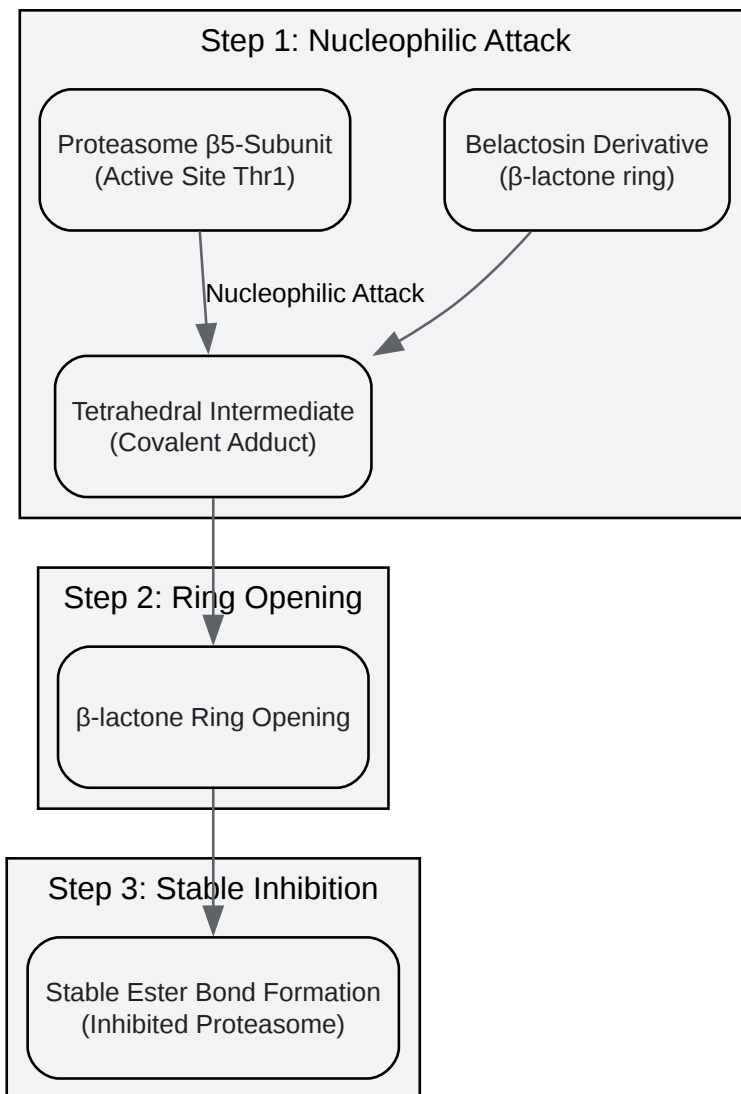 Step 1: Nucleophilic Attack
Proteasome β5-Subunit
(Active Site Thr1)
Belactosin Derivative
(β-lactone ring)
Nucleophilic Attack
Tetrahedral Intermediate
(Covalent Adduct)
Step 2: Ring Opening
β-lactone Ring Opening
Step 3: Stable Inhibition
Stable Ester Bond Formation
(Inhibited Proteasome)